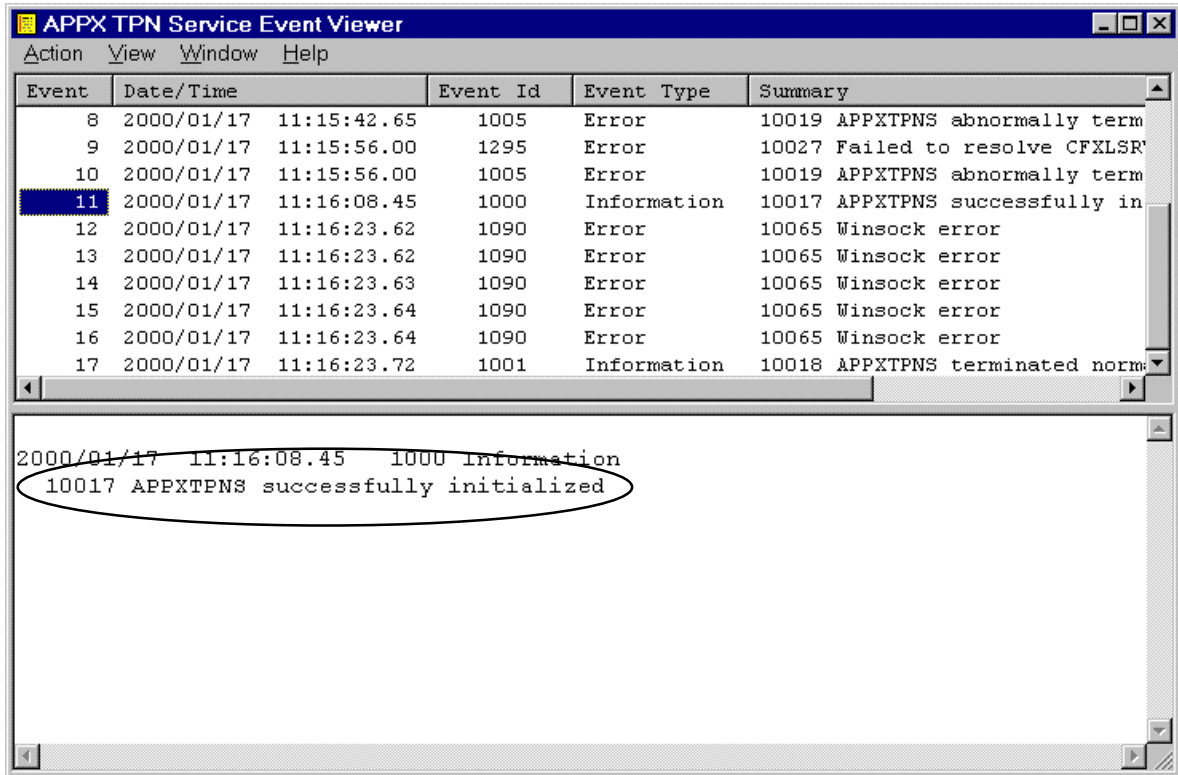 APPX TPN Service Event Viewer
Action View Window Help
Event Date/Time Event Id Event Type Summary
8 2000/01/17 11:15:42.65 1005 Error 10019 APPXTPNS abnormally term
9 2000/01/17 11:15:56.00 1295 Error 10027 Failed to resolve CFXLSR
10 2000/01/17 11:15:56.00 1005 Error 10019 APPXTPNS abnormally term
11 2000/01/17 11:16:08.45 1000 Information 10017 APPXTPNS successfully in
12 2000/01/17 11:16:23.62 1090 Error 10065 Winsock error
13 2000/01/17 11:16:23.62 1090 Error 10065 Winsock error
14 2000/01/17 11:16:23.63 1090 Error 10065 Winsock error
15 2000/01/17 11:16:23.64 1090 Error 10065 Winsock error
16 2000/01/17 11:16:23.64 1090 Error 10065 Winsock error
17 2000/01/17 11:16:23.72 1001 Information 10018 APPXTPNS terminated norm
2000/01/17 11:16:08.45 1000 Information
10017 APPXTPNS successfully initialized